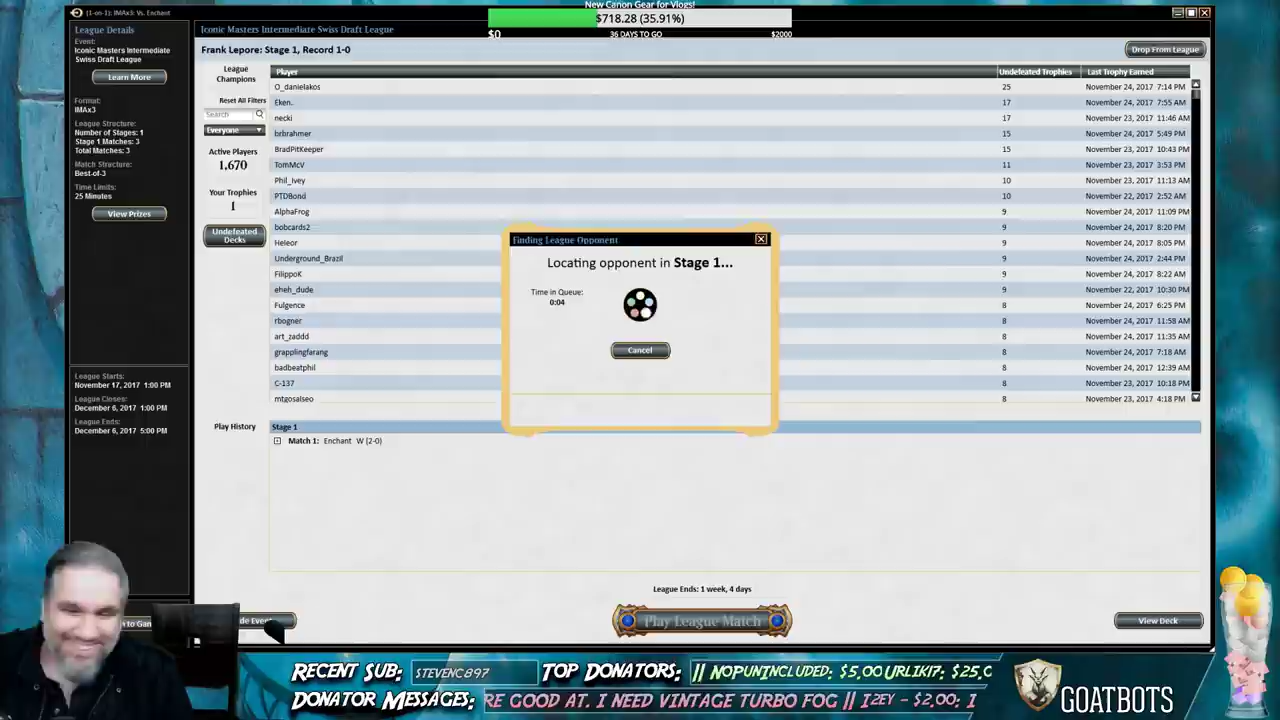 New Canon Gear for Vlogs!
$718.28 (35.91%)
$0 36 DAYS TO GO $2000
(1-on-1): IMAx3: Vs. Enchant
League Details
Event:
Iconic Masters Intermediate
Swiss Draft League
Learn More
Format:
IMAx3
League Structure:
Number of Stages: 1
Stage 1 Matches: 3
Total Matches: 3
Match Structure:
Best-of-3
Time Limits:
25 Minutes
View Prizes
League Starts:
November 17, 2017 1:00 PM
League Closes:
December 6, 2017 1:00 PM
League Ends:
December 6, 2017 5:00 PM
Iconic Masters Intermediate Swiss Draft League
Frank Lepore: Stage 1, Record 1-0
Drop From League
League
Champions
Reset All Filters
Search
Everyone
Active Players
1,670
Your Trophies
1
Undefeated
Decks
Player Undefeated Trophies Last Trophy Earned
O_danielakos 25 November 24, 2017 7:14 PM
Eken. 17 November 24, 2017 7:55 AM
necki 17 November 23, 2017 11:46 AM
brbrahmer 15 November 24, 2017 5:49 PM
BradPitKeeper 15 November 23, 2017 10:43 PM
TomMcV 11 November 23, 2017 3:53 PM
Phil_Ivey 10 November 23, 2017 11:13 AM
PTDBond 10 November 22, 2017 2:52 AM
AlphaFrog 9 November 24, 2017 11:09 PM
bobcards2 9 November 24, 2017 8:20 PM
Heleor 9 November 24, 2017 8:05 PM
Underground_Brazil 9 November 24, 2017 2:44 PM
FilippoK 9 November 24, 2017 8:22 AM
eheh_dude 9 November 22, 2017 10:30 PM
Fulgence 8 November 24, 2017 6:25 PM
rbogner 8 November 24, 2017 11:58 AM
art_zaddd 8 November 24, 2017 11:35 AM
grapplingfarang 8 November 24, 2017 7:18 AM
badbeatphil 8 November 24, 2017 12:39 AM
C-137 8 November 23, 2017 10:18 PM
mtgosalseo 8 November 23, 2017 4:18 PM
Finding League Opponent
Locating opponent in Stage 1...
Time in Queue:
0:04
Cancel
Play History
Stage 1
Match 1: Enchant W (2-0)
League Ends: 1 week, 4 days
Play League Match
View Deck
RECENT SUB: STEVENC897 TOP DONATORS: || NOPUNINCLUDED: $5.00 URLIK17: $25.0
DONATOR MESSAGES: RE GOOD AT. I NEED VINTAGE TURBO FOG || IZEY - $2.00: I
GOATBOTS